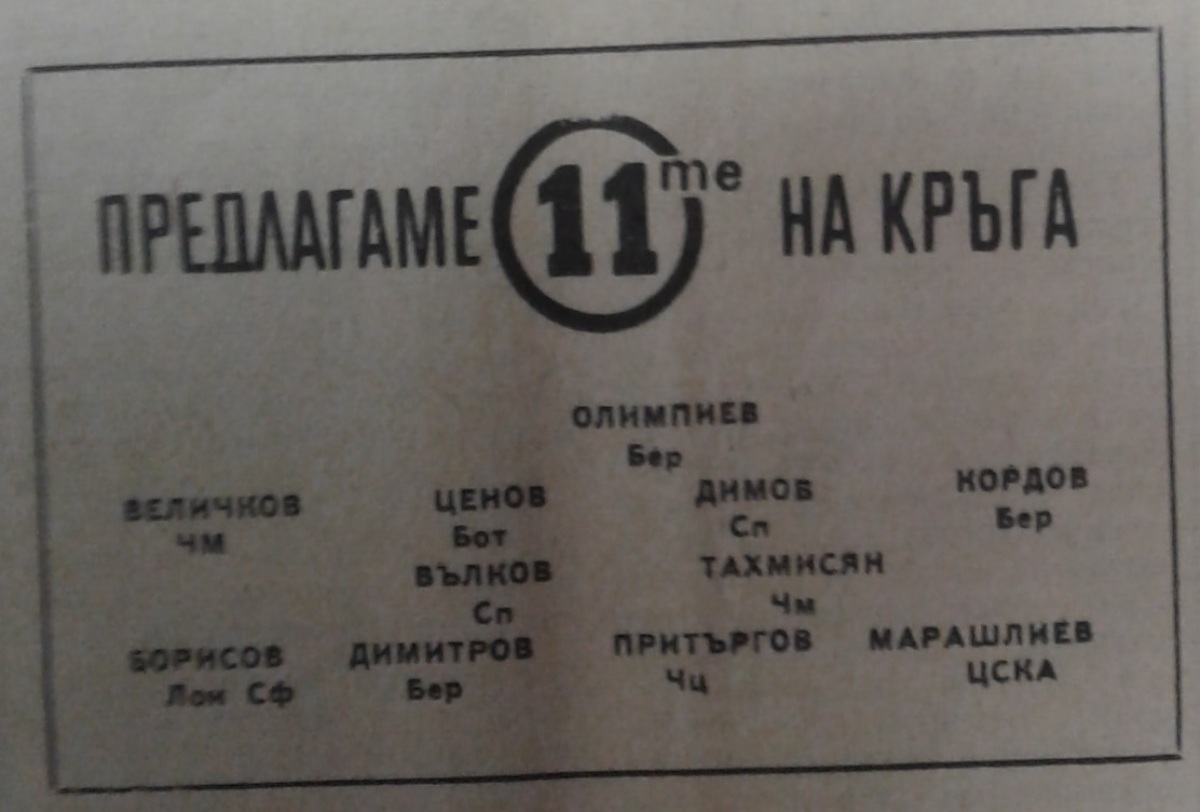 ПРЕДЛАГАМЕ 11те НА КРЪГА
ОЛИМПИЕВ
Бер
ВЕЛИЧКОВ ЦЕНОВ ДИМОВ КОРДОВ
ЧМ Бот Сп Бер
ВЪЛКОВ ТАХМИСЯН
Сп Чм
БОРИСОВ ДИМИТРОВ ПРИТЪРГОВ МАРАШЛИЕВ
Лок Сф Бер Чц ЦСКА